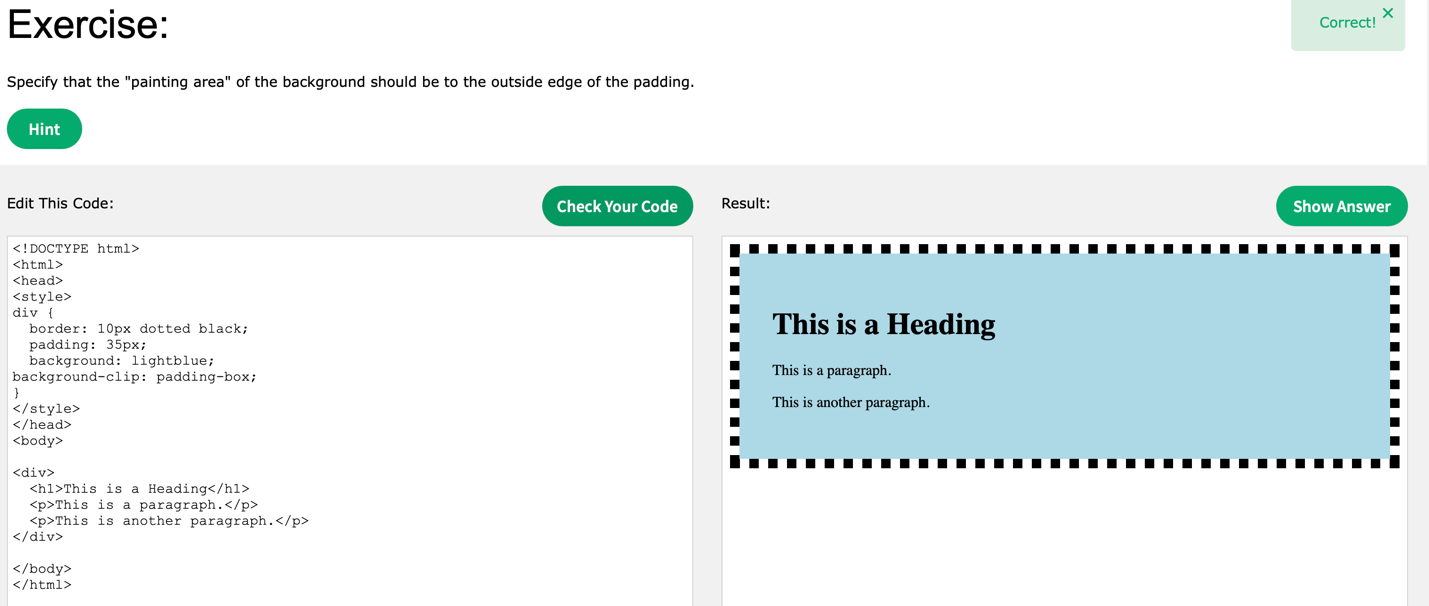 Exercise:
Correct! ×
Specify that the "painting area" of the background should be to the outside edge of the padding.
Hint
Edit This Code:
Check Your Code
<!DOCTYPE html>
<html>
<head>
<style>
div {
  border: 10px dotted black;
  padding: 35px;
  background: lightblue;
background-clip: padding-box;
}
</style>
</head>
<body>

<div>
  <h1>This is a Heading</h1>
  <p>This is a paragraph.</p>
  <p>This is another paragraph.</p>
</div>

</body>
</html>
Result:
Show Answer
This is a Heading
This is a paragraph.
This is another paragraph.